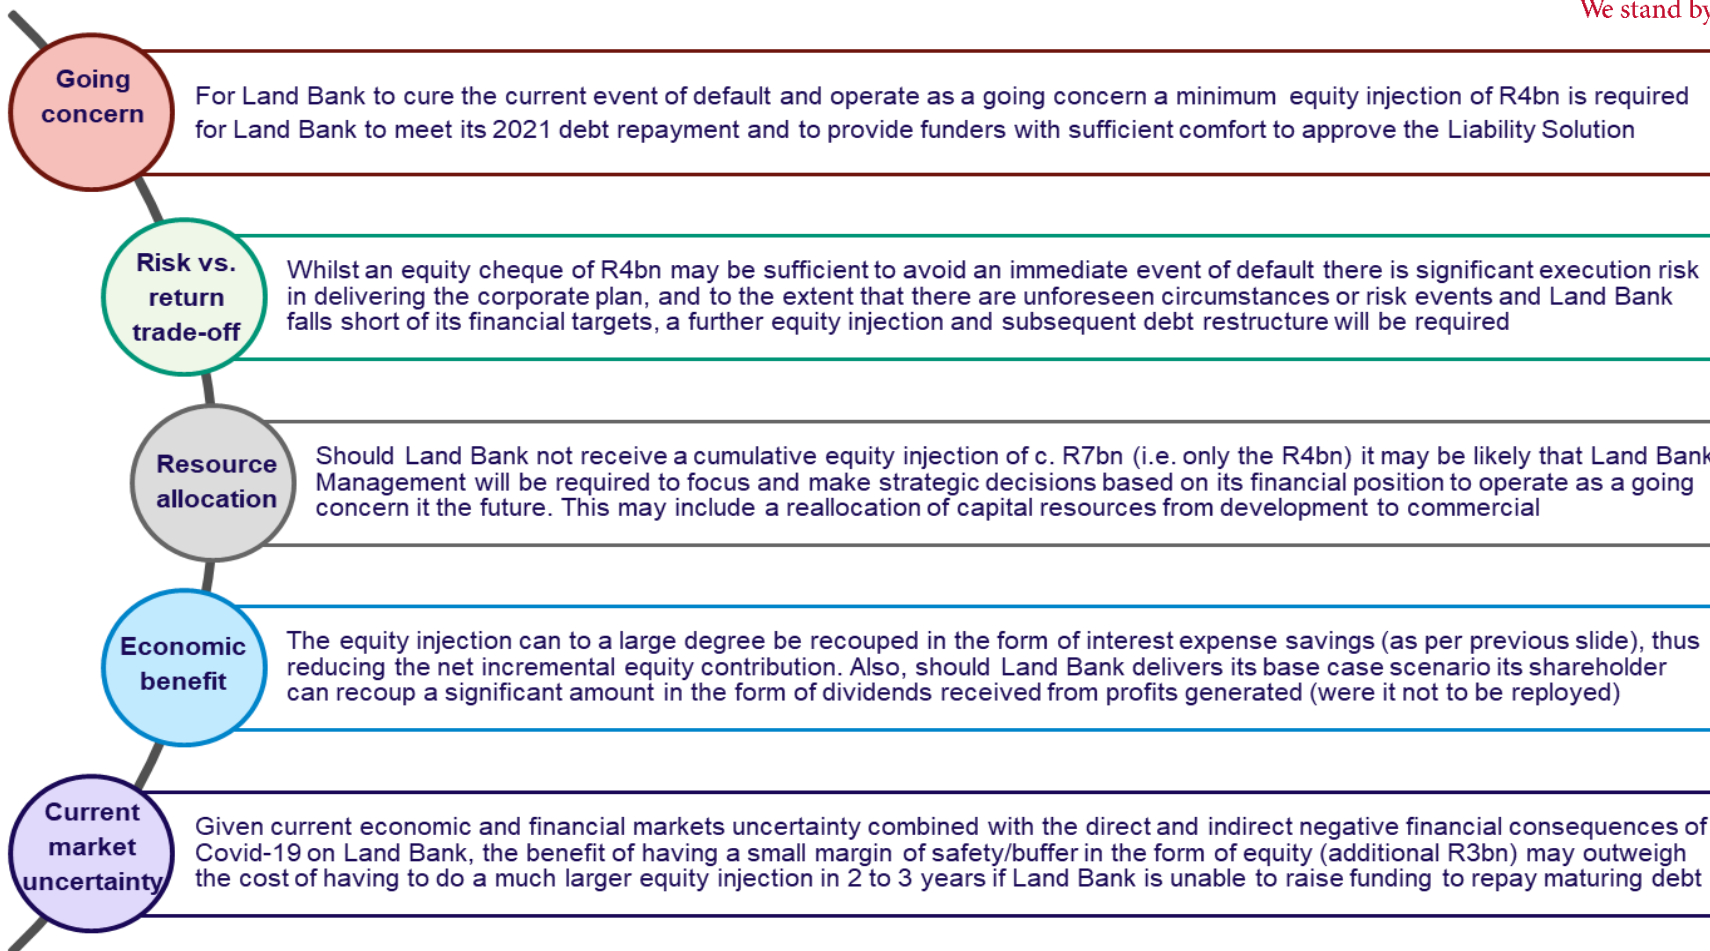 We stand by
Going
concern
For Land Bank to cure the current event of default and operate as a going concern a minimum equity injection of R4bn is required
for Land Bank to meet its 2021 debt repayment and to provide funders with sufficient comfort to approve the Liability Solution
Risk vs.
return
trade-off
Whilst an equity cheque of R4bn may be sufficient to avoid an immediate event of default there is significant execution risk
in delivering the corporate plan, and to the extent that there are unforeseen circumstances or risk events and Land Bank
falls short of its financial targets, a further equity injection and subsequent debt restructure will be required
Resource
allocation
Should Land Bank not receive a cumulative equity injection of c. R7bn (i.e. only the R4bn) it may be likely that Land Bank
Management will be required to focus and make strategic decisions based on its financial position to operate as a going
concern it the future. This may include a reallocation of capital resources from development to commercial
Economic
benefit
The equity injection can to a large degree be recouped in the form of interest expense savings (as per previous slide), thus
reducing the net incremental equity contribution. Also, should Land Bank delivers its base case scenario its shareholder
can recoup a significant amount in the form of dividends received from profits generated (were it not to be reployed)
Current
market
uncertainty
Given current economic and financial markets uncertainty combined with the direct and indirect negative financial consequences of
Covid-19 on Land Bank, the benefit of having a small margin of safety/buffer in the form of equity (additional R3bn) may outweigh
the cost of having to do a much larger equity injection in 2 to 3 years if Land Bank is unable to raise funding to repay maturing debt